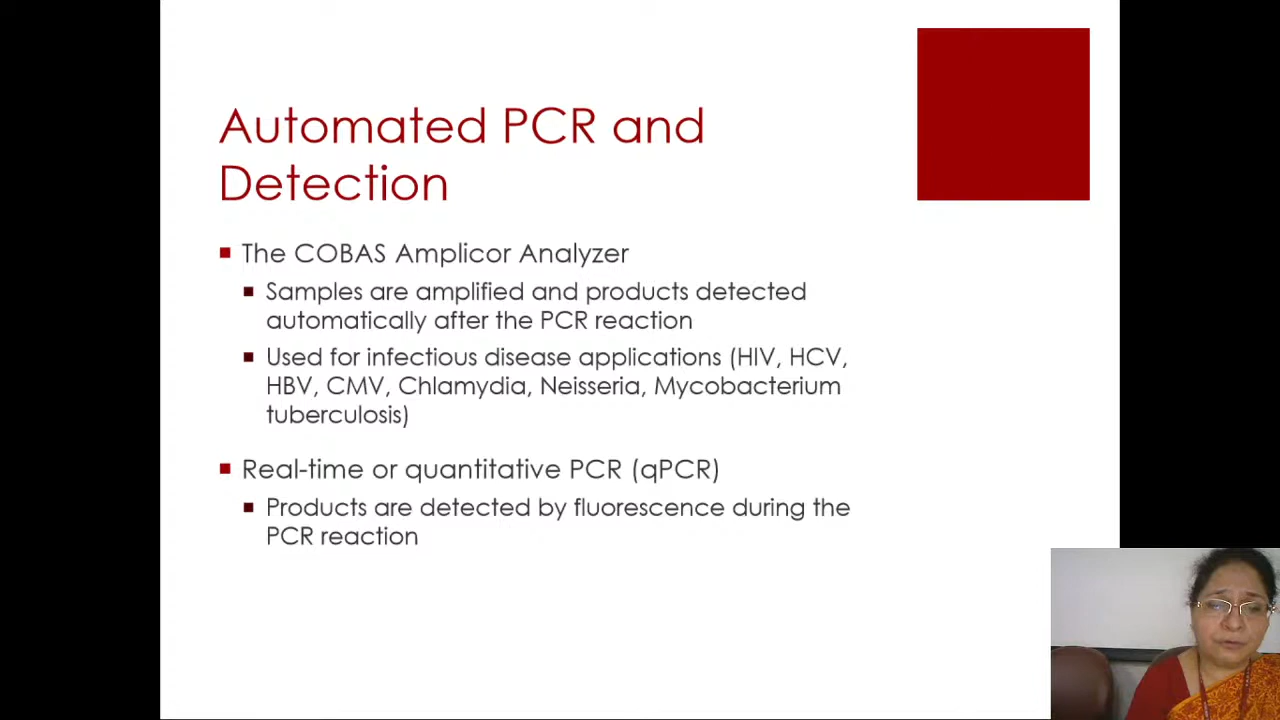 Automated PCR and
Detection
The COBAS Amplicor Analyzer
Samples are amplified and products detected
automatically after the PCR reaction
Used for infectious disease applications (HIV, HCV,
HBV, CMV, Chlamydia, Neisseria, Mycobacterium
tuberculosis)
Real-time or quantitative PCR (qPCR)
Products are detected by fluorescence during the
PCR reaction